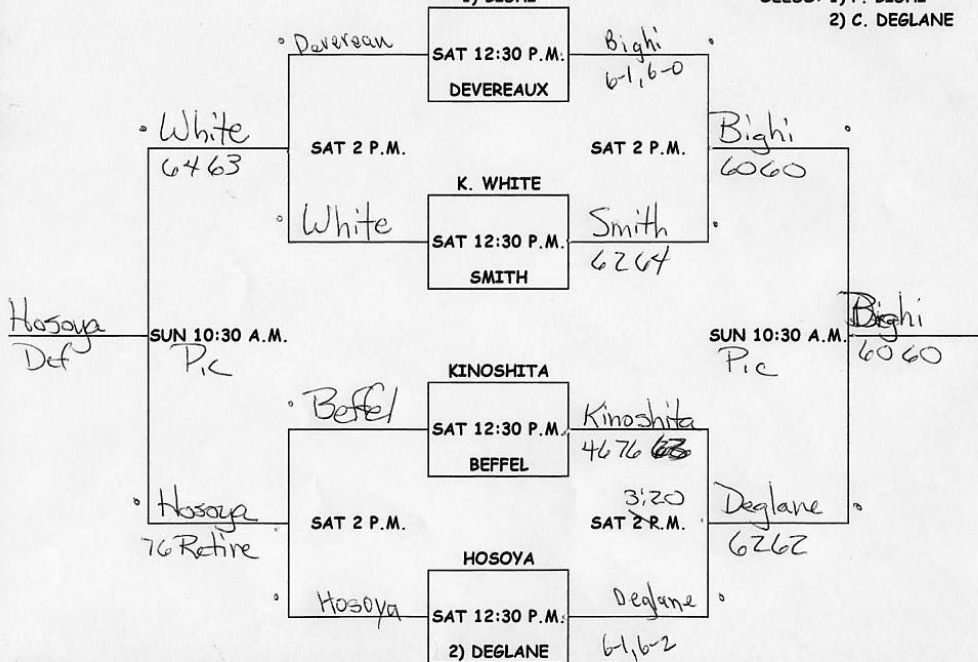 2) C. DEGLANE
Devereau
SAT 12:30 P.M.
DEVEREAUX
Bighi
6-1, 6-0
White
6463
SAT 2 P.M.
SAT 2 P.M.
Bighi
6060
K. WHITE
White
SAT 12:30 P.M.
SMITH
Smith
6264
Hosoya
Def
SUN 10:30 A.M.
Pic
SUN 10:30 A.M.
Pic
Bighi
6060
KINOSHITA
Beffel
SAT 12:30 P.M.
BEFFEL
Kinoshita
4676
Hosoya
76 Retire
SAT 2 P.M.
3:20
SAT 2 P.M.
Deglane
6262
HOSOYA
Hosoya
SAT 12:30 P.M.
2) DEGLANE
Deglane
6-1, 6-2